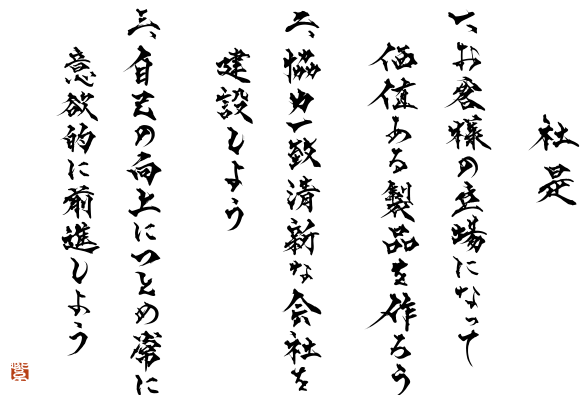 社是
一、お客様の立場になって
価値ある製品を作ろう
二、協力一致清新な会社を
建設しよう
三、自己の向上につとめ常に
意欲的に前進しよう